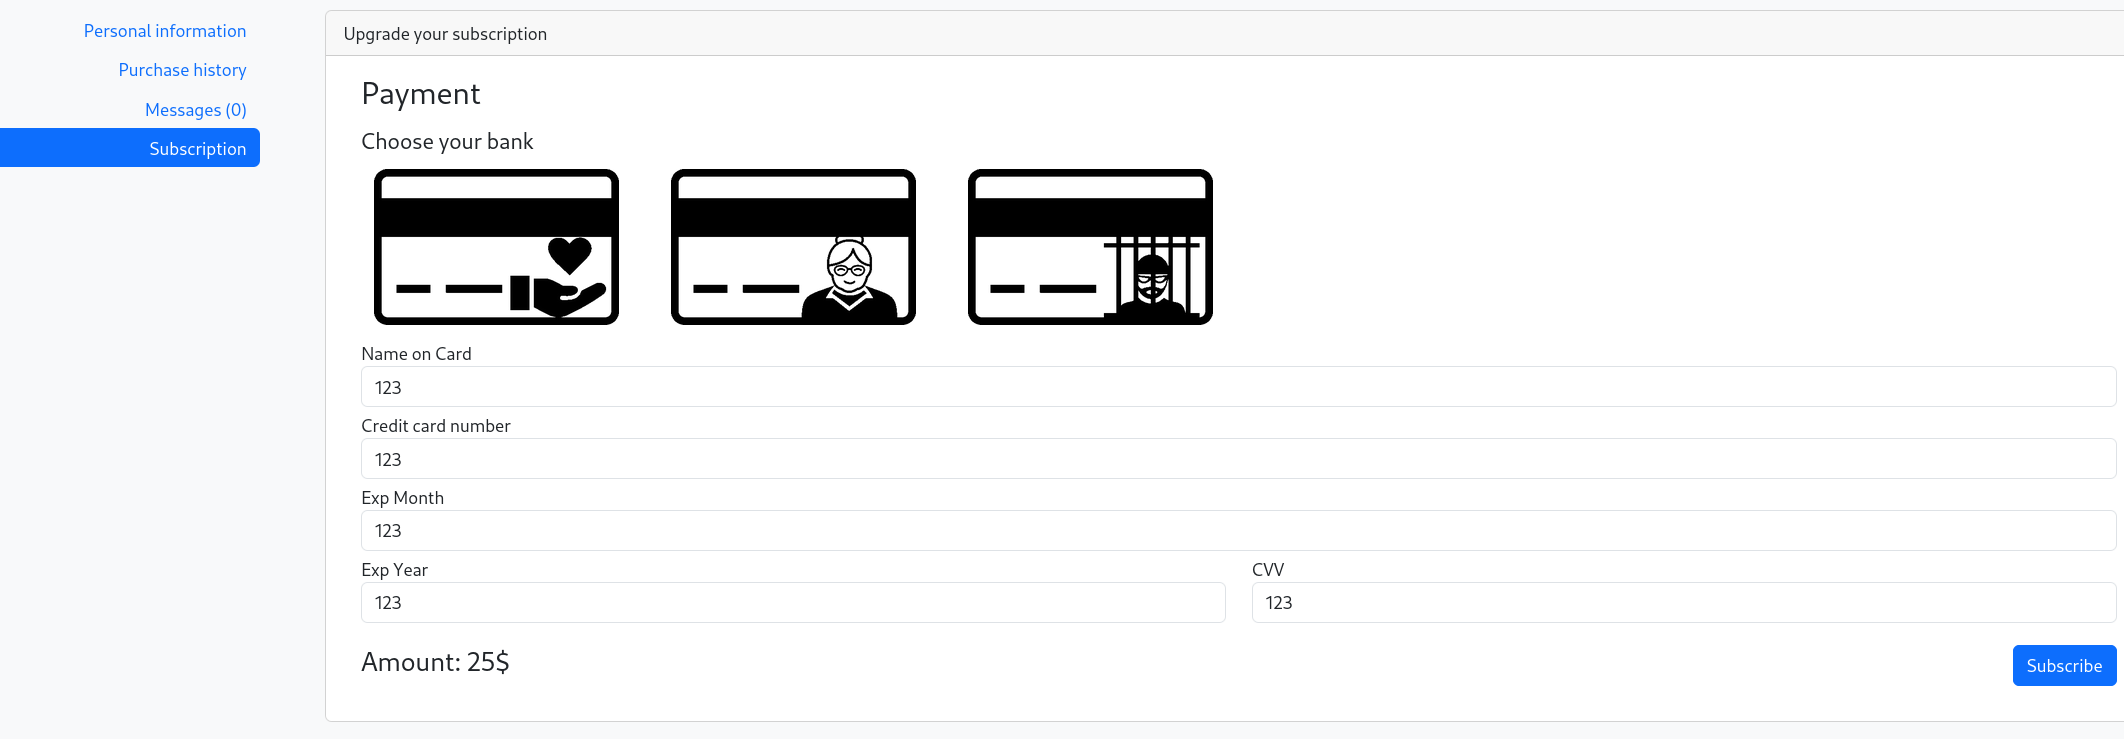 Personal information
Purchase history
Messages (0)
Subscription
Upgrade your subscription
Payment
Choose your bank
Name on Card
123
Credit card number
123
Exp Month
123
Exp Year
123
CVV
123
Amount: 25$
Subscribe